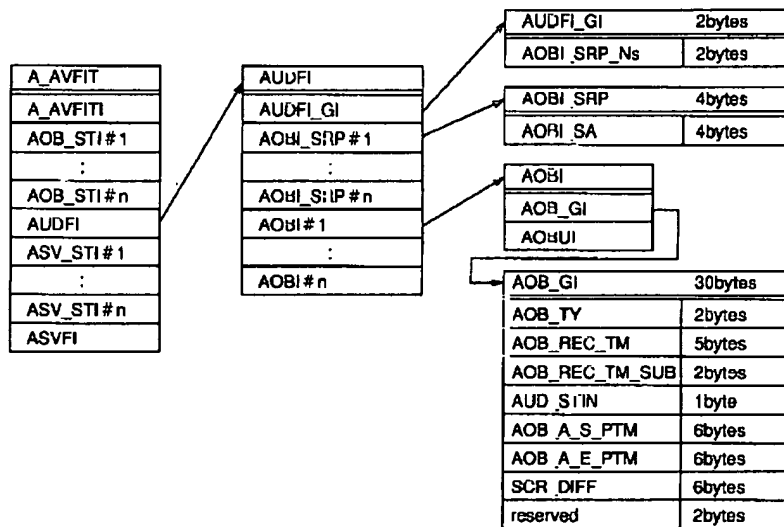 A_AVFIT
A_AVFITI
AOB_STI#1
:
AOB_STI#n
AUDFI
ASV_STI#1
:
ASV_STI#n
ASVFI
AUDFI
AUDFI_GI
AOBI_SRP#1
:
AOBI_SRP#n
AOBI#1
:
AOBI#n
AUDFI_GI 2bytes
AOBI_SRP_Ns 2bytes
AOBI_SRP 4bytes
AOBI_SA 4bytes
AOBI
AOB_GI
AOBUI
AOB_GI 30bytes
AOB_TY 2bytes
AOB_REC_TM 5bytes
AOB_REC_TM_SUB 2bytes
AUD_STIN 1byte
AOB_A_S_PTM 6bytes
AOB_A_E_PTM 6bytes
SCR_DIFF 6bytes
reserved 2bytes